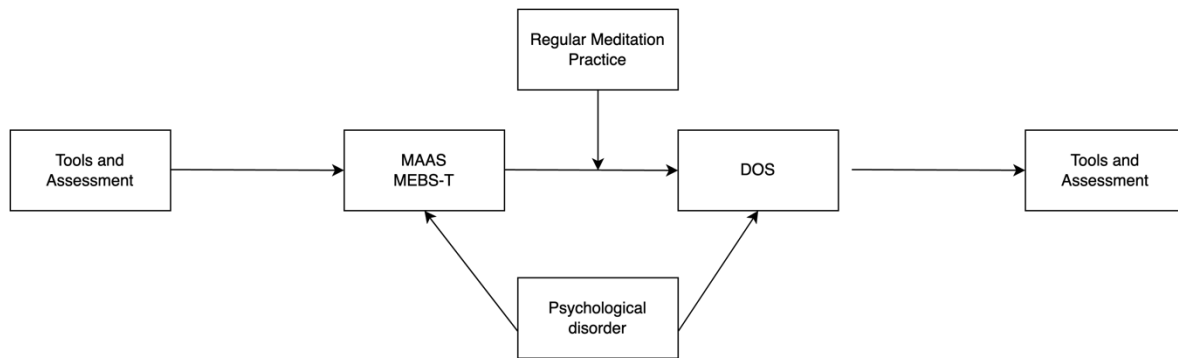 Regular Meditation
Practice
Tools and
Assessment
MAAS
MEBS-T
DOS
Tools and
Assessment
Psychological
disorder